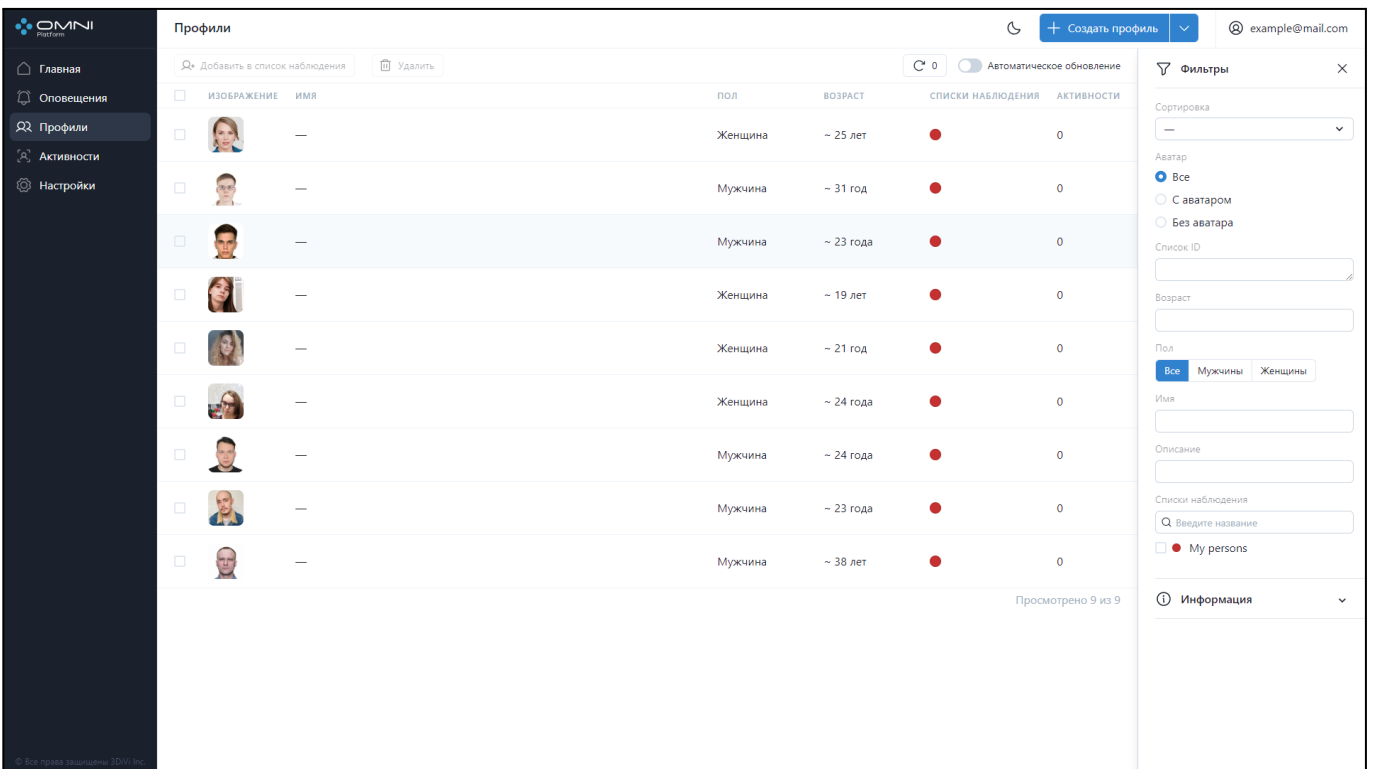 OMNI
Platform
Главная
Оповещения
Профили
Активности
Настройки
© Все права защищены 3DiVi Inc.
Профили
Создать профиль
example@mail.com
Добавить в список наблюдения
Удалить
0
Автоматическое обновление
ИЗОБРАЖЕНИЕ ИМЯ ПОЛ ВОЗРАСТ СПИСКИ НАБЛЮДЕНИЯ АКТИВНОСТИ
— Женщина ~ 25 лет 0
— Мужчина ~ 31 год 0
— Мужчина ~ 23 года 0
— Женщина ~ 19 лет 0
— Женщина ~ 21 год 0
— Женщина ~ 24 года 0
— Мужчина ~ 24 года 0
— Мужчина ~ 23 года 0
— Мужчина ~ 38 лет 0
Просмотрено 9 из 9
Фильтры
Сортировка
—
Аватар
Все
С аватаром
Без аватара
Список ID
Возраст
Пол
Все Мужчины Женщины
Имя
Описание
Списки наблюдения
Введите название
My persons
Информация